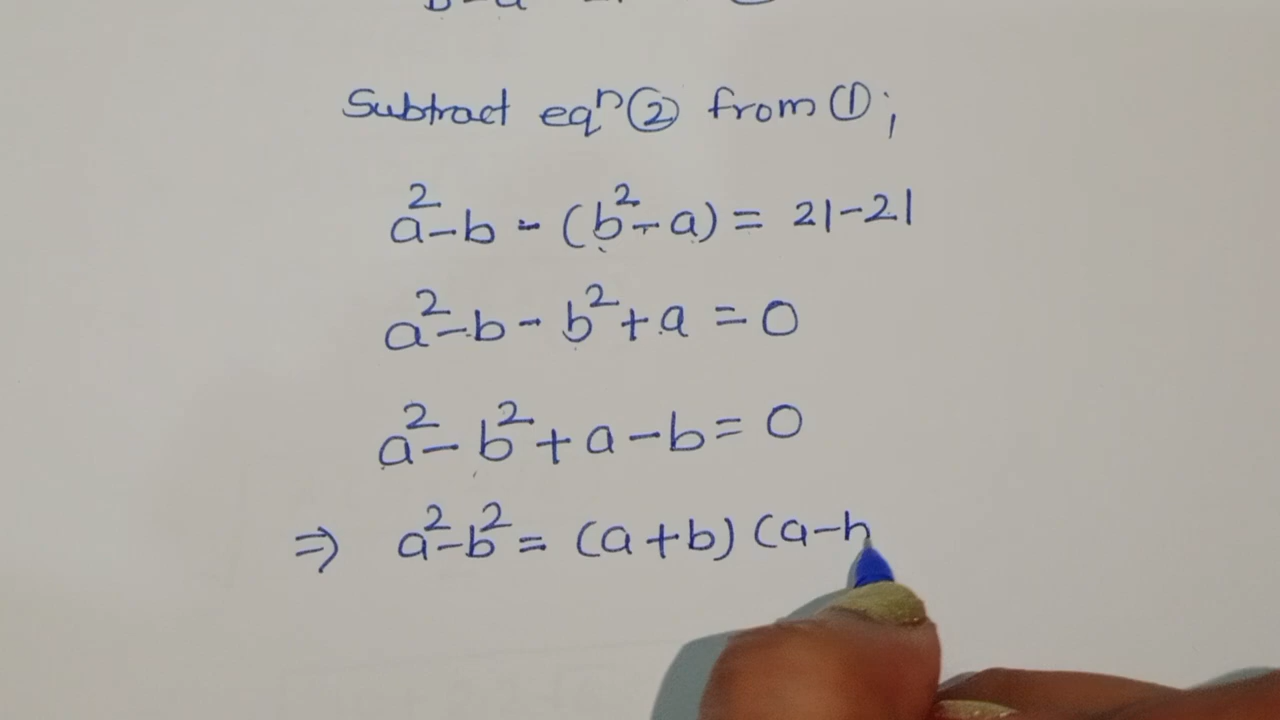 Subtract eqⁿ ② from ①;
a² - b - (b² - a) = 21 - 21
a² - b - b² + a = 0
a² - b² + a - b = 0
⇒ a² - b² = (a + b) (a - b